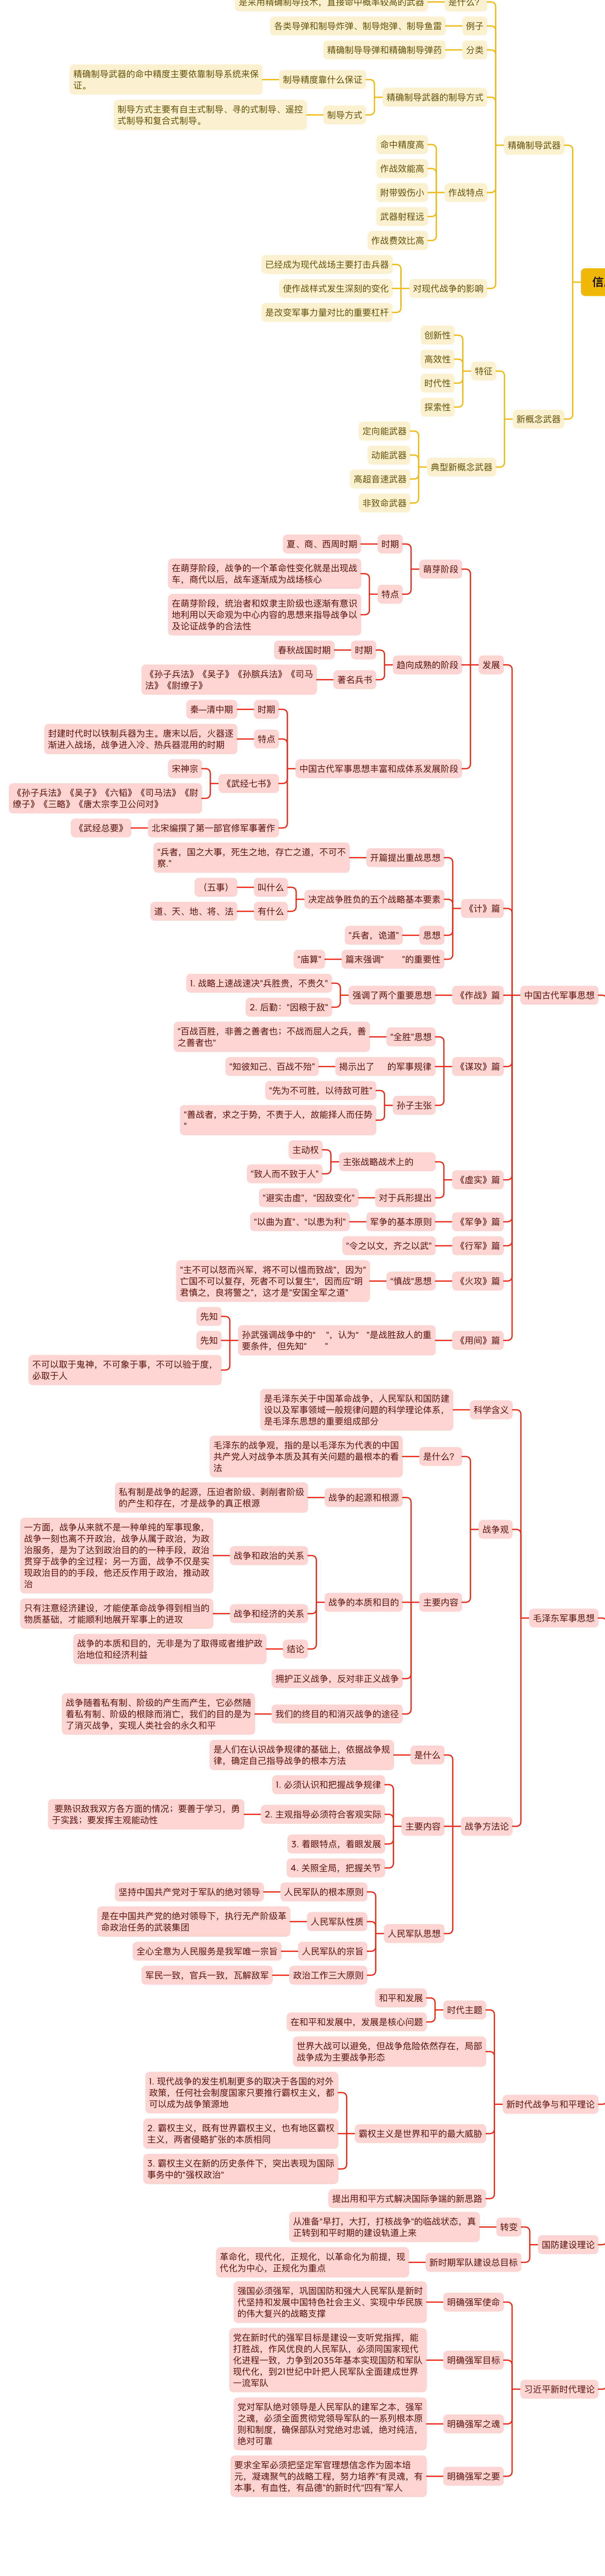 是采用精确制导技术，直接命中概率较高的武器
是什么？
各类导弹和制导炸弹、制导炮弹、制导鱼雷
例子
精确制导导弹和精确制导弹药
分类
精确制导武器的命中精度主要依靠制导系统来保
证。
制导精度靠什么保证
制导方式主要有自主式制导、寻的式制导、遥控
式制导和复合式制导。
制导方式
精确制导武器的制导方式
命中精度高
作战效能高
附带毁伤小
武器射程远
作战费效比高
作战特点
已经成为现代战场主要打击兵器
使作战样式发生深刻的变化
是改变军事力量对比的重要杠杆
对现代战争的影响
精确制导武器
创新性
高效性
时代性
探索性
特征
定向能武器
动能武器
高超音速武器
非致命武器
典型新概念武器
新概念武器
信
夏、商、西周时期
时期
在萌芽阶段，战争的一个革命性变化就是出现战
车，商代以后，战车逐渐成为战场核心
在萌芽阶段，统治者和奴隶主阶级也逐渐有意识
地利用以天命观为中心内容的思想来指导战争以
及论证战争的合法性
特点
萌芽阶段
春秋战国时期
时期
《孙子兵法》《吴子》《孙膑兵法》《司马
法》《尉缭子》
著名兵书
趋向成熟的阶段
秦—清中期
时期
封建时代时以铁制兵器为主。唐末以后，火器逐
渐进入战场，战争进入冷、热兵器混用的时期
特点
宋神宗
《孙子兵法》《吴子》《六韬》《司马法》《尉
缭子》《三略》《唐太宗李卫公问对》
《武经七书》
《武经总要》
北宋编撰了第一部官修军事著作
中国古代军事思想丰富和成体系发展阶段
发展
"兵者，国之大事，死生之地，存亡之道，不可不
察."
开篇提出重战思想
（五事）
叫什么
道、天、地、将、法
有什么
决定战争胜负的五个战略基本要素
"兵者，诡道"
思想
"庙算"
篇末强调" "的重要性
《计》篇
1. 战略上速战速决"兵胜贵，不贵久"
2. 后勤："因粮于敌"
强调了两个重要思想
《作战》篇
"百战百胜，非善之善者也；不战而屈人之兵，善
之善者也"
"全胜"思想
"知彼知己、百战不殆"
揭示出了 的军事规律
"先为不可胜，以待敌可胜"
"善战者，求之于势，不责于人，故能择人而任势
"
孙子主张
《谋攻》篇
主动权
"致人而不致于人"
主张战略战术上的
"避实击虚"，"因敌变化"
对于兵形提出
《虚实》篇
"以曲为直"、"以患为利"
军争的基本原则
《军争》篇
"令之以文，齐之以武"
《行军》篇
"主不可以怒而兴军，将不可以愠而致战"，因为"
亡国不可以复存，死者不可以复生"，因而应"明
君慎之，良将警之"，这才是"安国全军之道"
"慎战"思想
《火攻》篇
先知
先知
不可以取于鬼神，不可象于事，不可以验于度，
必取于人
孙武强调战争中的" "，认为" "是战胜敌人的重
要条件，但先知" "
《用间》篇
中国古代军事思想
是毛泽东关于中国革命战争，人民军队和国防建
设以及军事领域一般规律问题的科学理论体系，
是毛泽东思想的重要组成部分
科学含义
毛泽东的战争观，指的是以毛泽东为代表的中国
共产党人对战争本质及其有关问题的最根本的看
法
是什么？
私有制是战争的起源，压迫者阶级、剥削者阶级
的产生和存在，才是战争的真正根源
战争的起源和根源
一方面，战争从来就不是一种单纯的军事现象，
战争一刻也离不开政治，战争从属于政治，为政
治服务，是为了达到政治目的的一种手段，政治
贯穿于战争的全过程；另一方面，战争不仅是实
现政治目的的手段，他还反作用于政治，推动政
治
战争和政治的关系
只有注意经济建设，才能使革命战争得到相当的
物质基础，才能顺利地展开军事上的进攻
战争和经济的关系
战争的本质和目的，无非是为了取得或者维护政
治地位和经济利益
结论
战争的本质和目的
拥护正义战争，反对非正义战争
战争随着私有制、阶级的产生而产生，它必然随
着私有制、阶级的根除而消亡，我们的目的是为
了消灭战争，实现人类社会的永久和平
我们的终目的和消灭战争的途径
主要内容
战争观
是人们在认识战争规律的基础上，依据战争规
律，确定自己指导战争的根本方法
是什么
1. 必须认识和把握战争规律
要熟识敌我双方各方面的情况；要善于学习，勇
于实践；要发挥主观能动性
2. 主观指导必须符合客观实际
3. 着眼特点，着眼发展
4. 关照全局，把握关节
主要内容
坚持中国共产党对于军队的绝对领导
人民军队的根本原则
是在中国共产党的绝对领导下，执行无产阶级革
命政治任务的武装集团
人民军队性质
全心全意为人民服务是我军唯一宗旨
人民军队的宗旨
军民一致，官兵一致，瓦解敌军
政治工作三大原则
人民军队思想
战争方法论
毛泽东军事思想
和平和发展
在和平和发展中，发展是核心问题
时代主题
世界大战可以避免，但战争危险依然存在，局部
战争成为主要战争形态
1. 现代战争的发生机制更多的取决于各国的对外
政策，任何社会制度国家只要推行霸权主义，都
可以成为战争策源地
2. 霸权主义，既有世界霸权主义，也有地区霸权
主义，两者侵略扩张的本质相同
3. 霸权主义在新的历史条件下，突出表现为国际
事务中的"强权政治"
霸权主义是世界和平的最大威胁
提出用和平方式解决国际争端的新思路
新时代战争与和平理论
从准备"早打，大打，打核战争"的临战状态，真
正转到和平时期的建设轨道上来
转变
革命化，现代化，正规化，以革命化为前提，现
代化为中心，正规化为重点
新时期军队建设总目标
国防建设理论
强国必须强军，巩固国防和强大人民军队是新时
代坚持和发展中国特色社会主义、实现中华民族
的伟大复兴的战略支撑
明确强军使命
党在新时代的强军目标是建设一支听党指挥，能
打胜战，作风优良的人民军队，必须同国家现代
化进程一致，力争到2035年基本实现国防和军队
现代化，到21世纪中叶把人民军队全面建成世界
一流军队
明确强军目标
党对军队绝对领导是人民军队的建军之本，强军
之魂，必须全面贯彻党领导军队的一系列根本原
则和制度，确保部队对党绝对忠诚，绝对纯洁，
绝对可靠
明确强军之魂
要求全军必须把坚定军官理想信念作为固本培
元，凝魂聚气的战略工程，努力培养"有灵魂，有
本事，有血性，有品德"的新时代"四有"军人
明确强军之要
习近平新时代理论